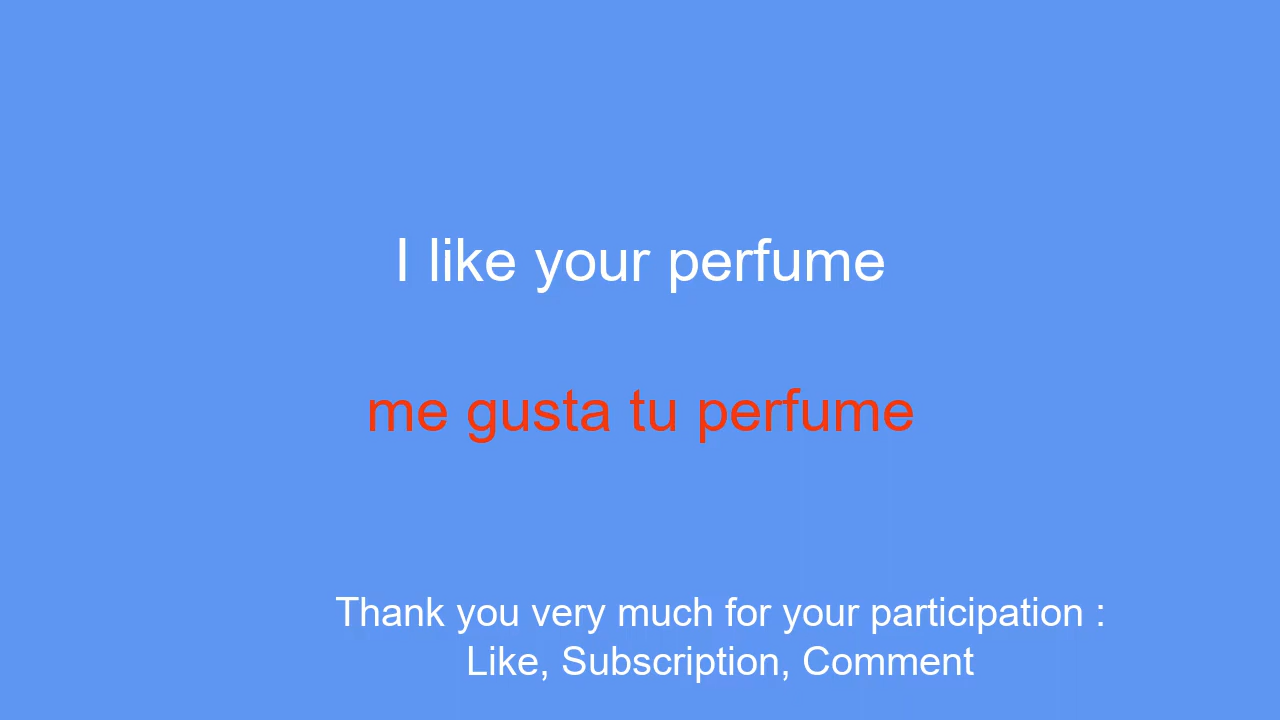 I like your perfume
me gusta tu perfume
Thank you very much for your participation :
Like, Subscription, Comment